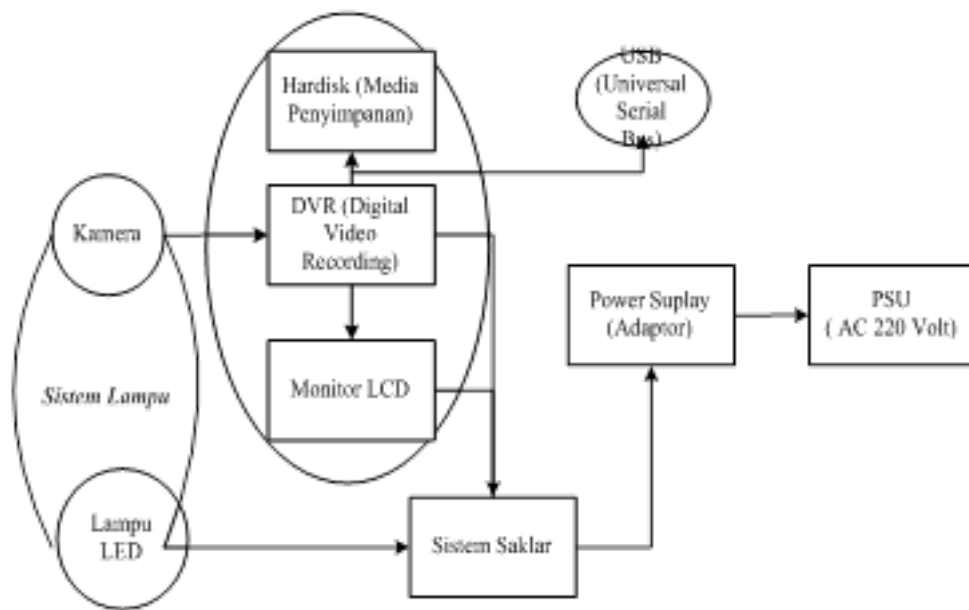 Hardisk (Media
Penyimpanan)
USB
(Universal
Serial
Bus)
Kamera
DVR (Digital
Video
Recording)
Power Suplay
(Adaptor)
PSU
( AC 220 Volt)
Sistem Lampu
Monitor LCD
Lampu
LED
Sistem Saklar